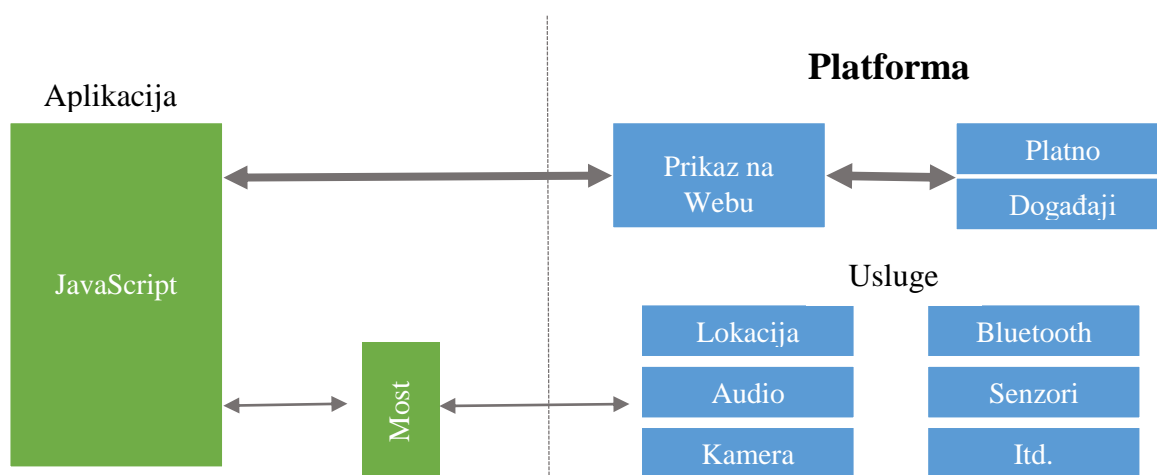 Platforma
Aplikacija
Prikaz na
Webu
Platno
Događaji
JavaScript
Usluge
Lokacija
Bluetooth
Most
Audio
Senzori
Kamera
Itd.